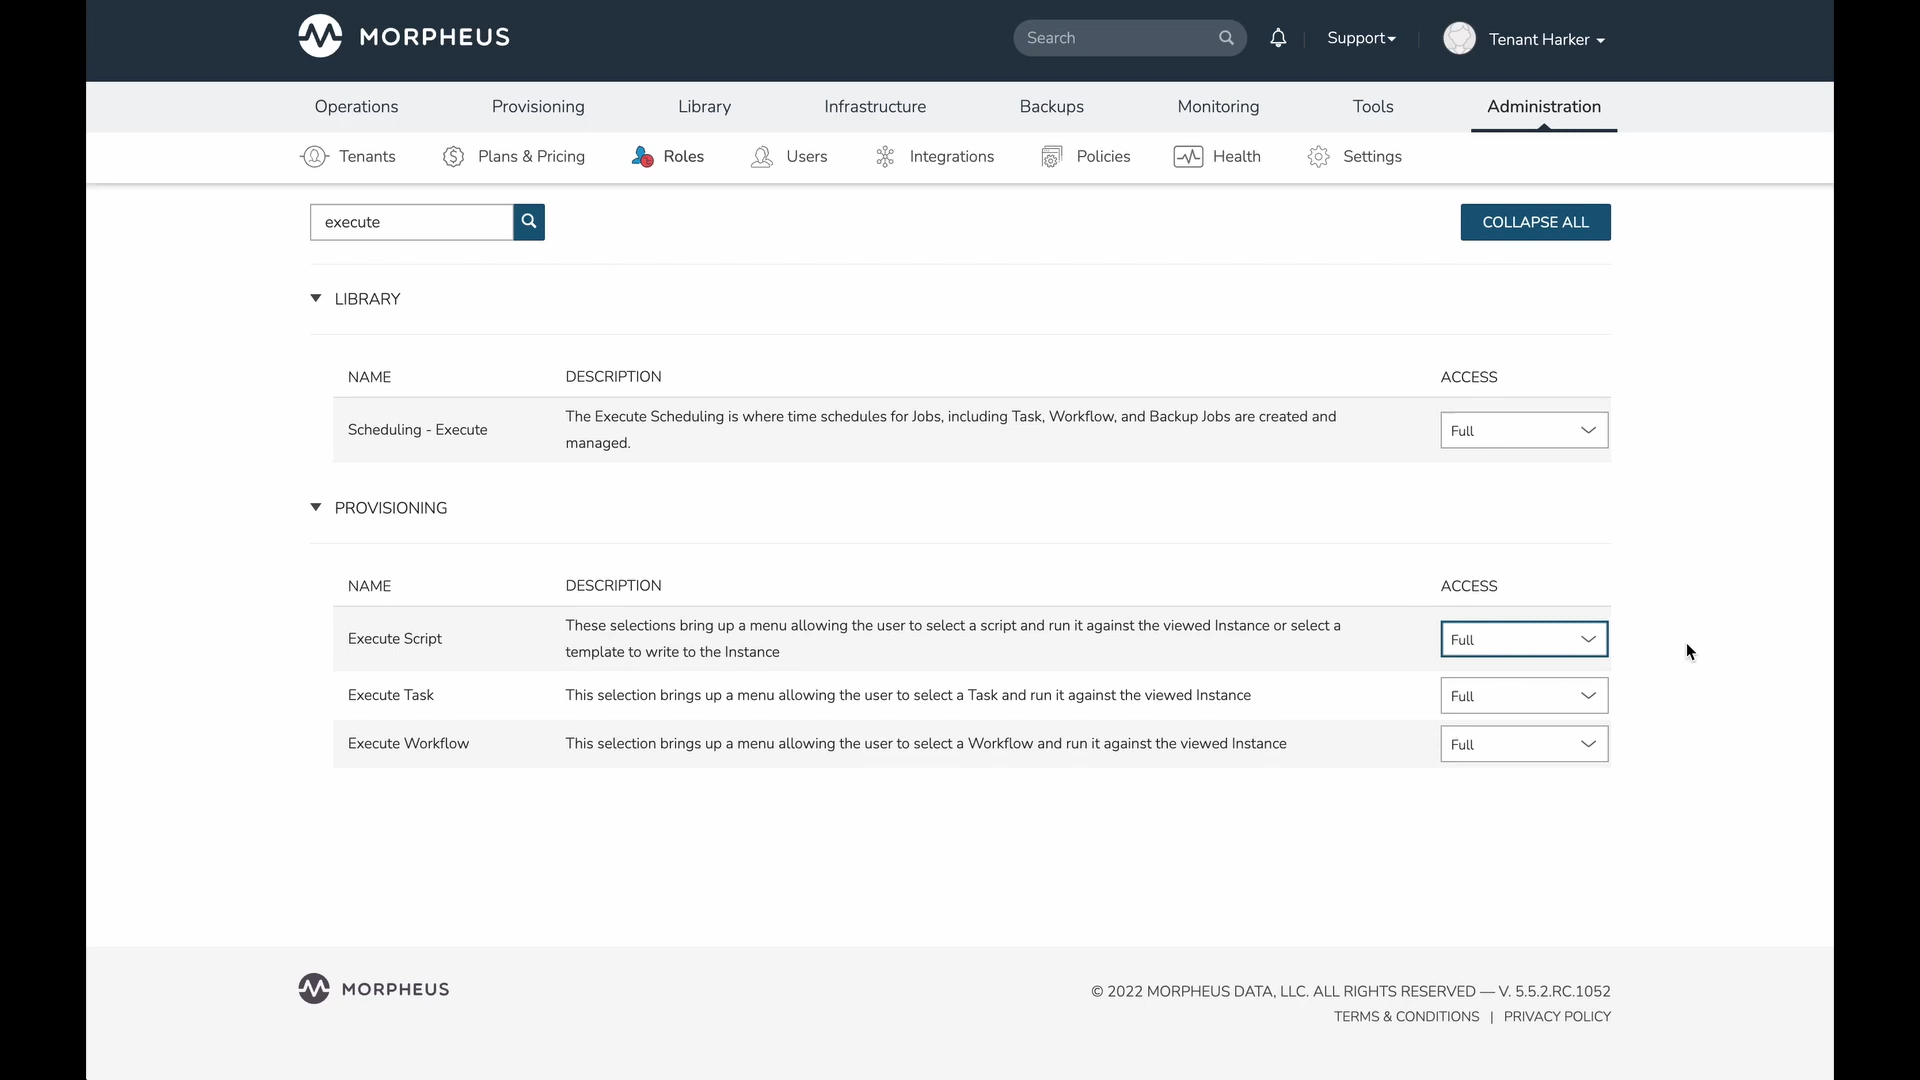 MORPHEUS
Search
Support
Tenant Harker
Operations
Provisioning
Library
Infrastructure
Backups
Monitoring
Tools
Administration
Tenants
Plans & Pricing
Roles
Users
Integrations
Policies
Health
Settings
execute
COLLAPSE ALL
LIBRARY
NAME
DESCRIPTION
ACCESS
Scheduling - Execute
The Execute Scheduling is where time schedules for Jobs, including Task, Workflow, and Backup Jobs are created and
managed.
Full
PROVISIONING
NAME
DESCRIPTION
ACCESS
Execute Script
These selections bring up a menu allowing the user to select a script and run it against the viewed Instance or select a
template to write to the Instance
Full
Execute Task
This selection brings up a menu allowing the user to select a Task and run it against the viewed Instance
Full
Execute Workflow
This selection brings up a menu allowing the user to select a Workflow and run it against the viewed Instance
Full
MORPHEUS
© 2022 MORPHEUS DATA, LLC. ALL RIGHTS RESERVED — V. 5.5.2.RC.1052
TERMS & CONDITIONS | PRIVACY POLICY